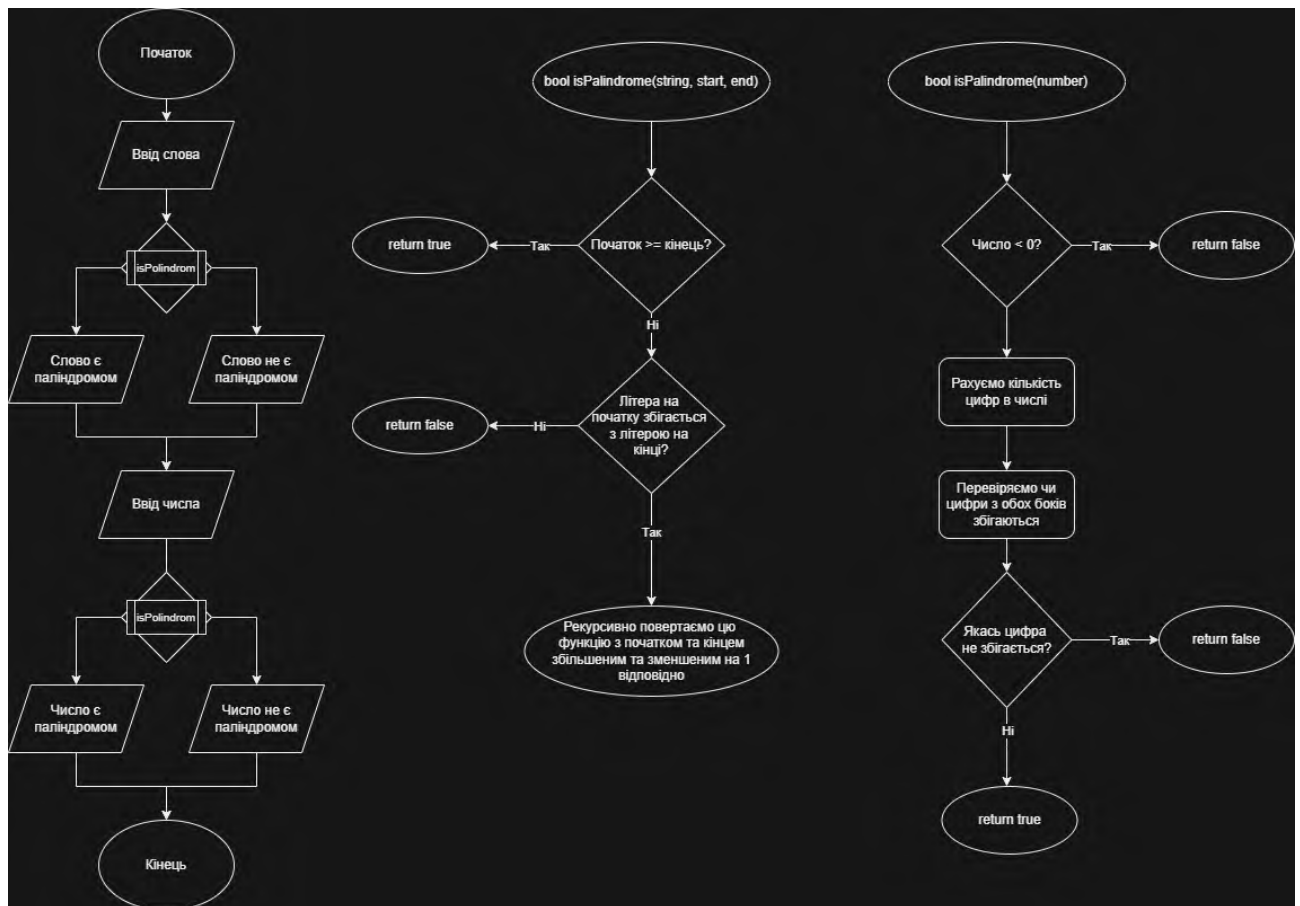 Початок
Ввід слова
isPolindrom
Слово є
паліндромом
Слово не є
паліндромом
Ввід числа
isPolindrom
Число є
паліндромом
Число не є
паліндромом
Кінець
bool isPalindrome(string, start, end)
Початок >= кінець?
Так
return true
Ні
Літера на
початку збігається
з літерою на
кінці?
Ні
return false
Так
Рекурсивно повертаємо цю
функцію з початком та кінцем
збільшеним та зменшеним на 1
відповідно
bool isPalindrome(number)
Число < 0?
Так
return false
Рахуємо кількість
цифр в числі
Перевіряємо чи
цифри з обох боків
збігаються
Якась цифра
не збігається?
Так
return false
Ні
return true